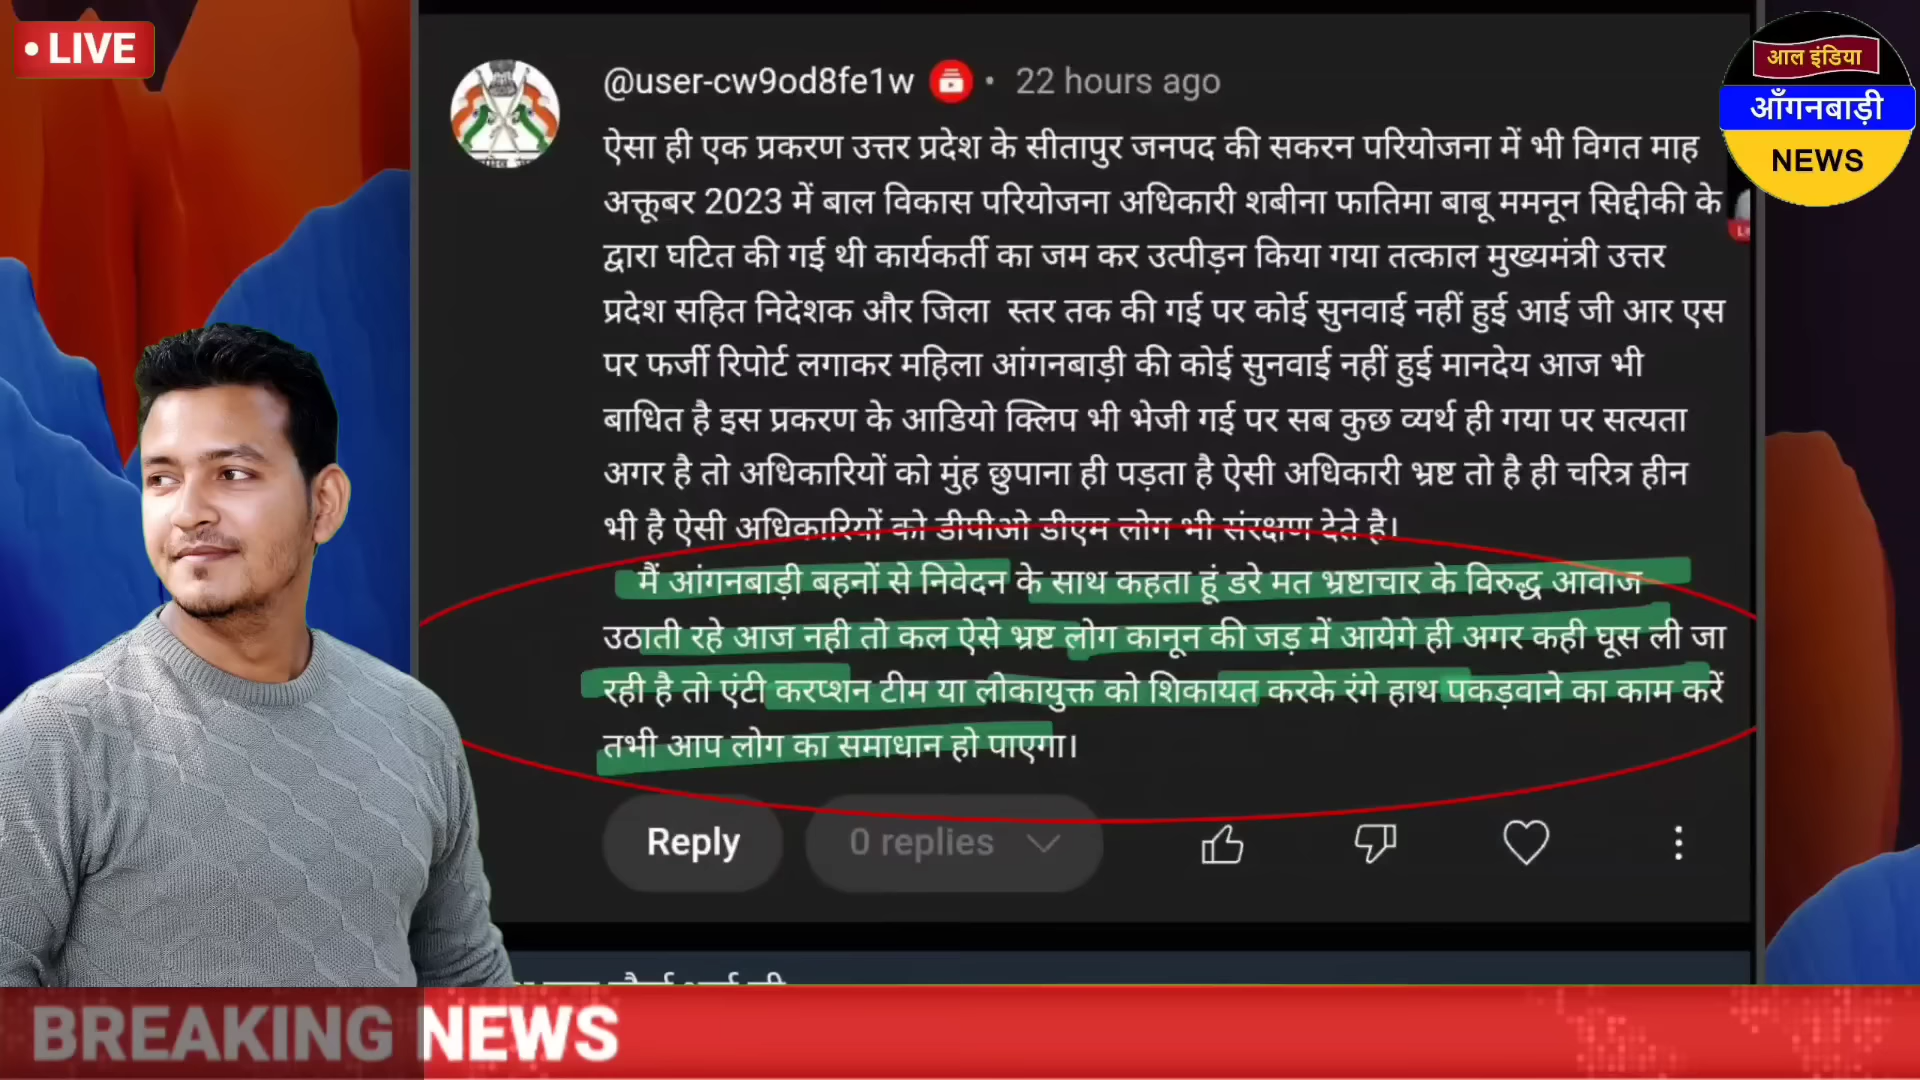 • LIVE
आल इंडिया
आँगनबाड़ी
NEWS
@user-cw9od8fe1w • 22 hours ago
ऐसा ही एक प्रकरण उत्तर प्रदेश के सीतापुर जनपद की सकरन परियोजना में भी विगत माह
अक्तूबर 2023 में बाल विकास परियोजना अधिकारी शबीना फातिमा बाबू ममनून सिद्दीकी के
द्वारा घटित की गई थी कार्यकर्ती का जम कर उत्पीड़न किया गया तत्काल मुख्यमंत्री उत्तर
प्रदेश सहित निदेशक और जिला स्तर तक की गई पर कोई सुनवाई नहीं हुई आई जी आर एस
पर फर्जी रिपोर्ट लगाकर महिला आंगनबाड़ी की कोई सुनवाई नहीं हुई मानदेय आज भी
बाधित है इस प्रकरण के आडियो क्लिप भी भेजी गई पर सब कुछ व्यर्थ ही गया पर सत्यता
अगर है तो अधिकारियों को मुंह छुपाना ही पड़ता है ऐसी अधिकारी भ्रष्ट तो है ही चरित्र हीन
भी है ऐसी अधिकारियों को डीपीओ डीएम लोग भी संरक्षण देते है।
मैं आंगनबाड़ी बहनों से निवेदन के साथ कहता हूं डरे मत भ्रष्टाचार के विरुद्ध आवाज
उठाती रहे आज नही तो कल ऐसे भ्रष्ट लोग कानून की जड़ में आयेगे ही अगर कही घूस ली जा
रही है तो एंटी करप्शन टीम या लोकायुक्त को शिकायत करके रंगे हाथ पकड़वाने का काम करें
तभी आप लोग का समाधान हो पाएगा।
Reply
0 replies
BREAKING NEWS